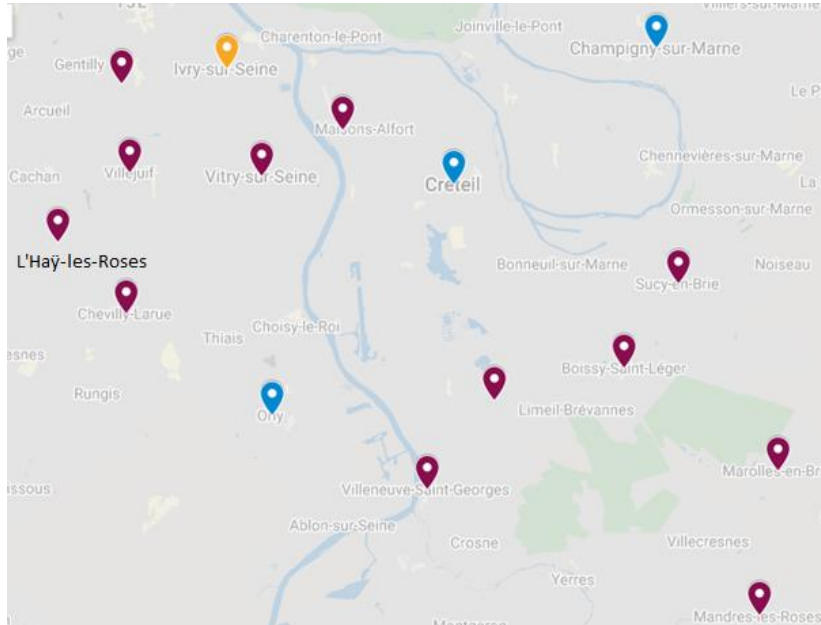 Joinville-le-Pont
Charenton-le-Pont
Champigny-sur-Marne
Gentilly
Ivry-sur-Seine
Le P
Arcueil
Maisons-Alfort
Chennevières-sur-Marne
Cachan
Villejuif
Vitry-sur-Seine
Créteil
La
Ormesson-sur-Marne
L'Haÿ-les-Roses
Bonneuil-sur-Marne
Noiseau
Sucy-en-Brie
Chevilly-Larue
Choisy-le-Roi
Thiais
esnes
Boissy-Saint-Léger
Rungis
Orly
Limeil-Brévannes
Marolles-en-Br
issous
Villeneuve-Saint-Georges
Ablon-sur-Seine
Crosne
Villecresnes
Yerres
Mandres-les-Roses